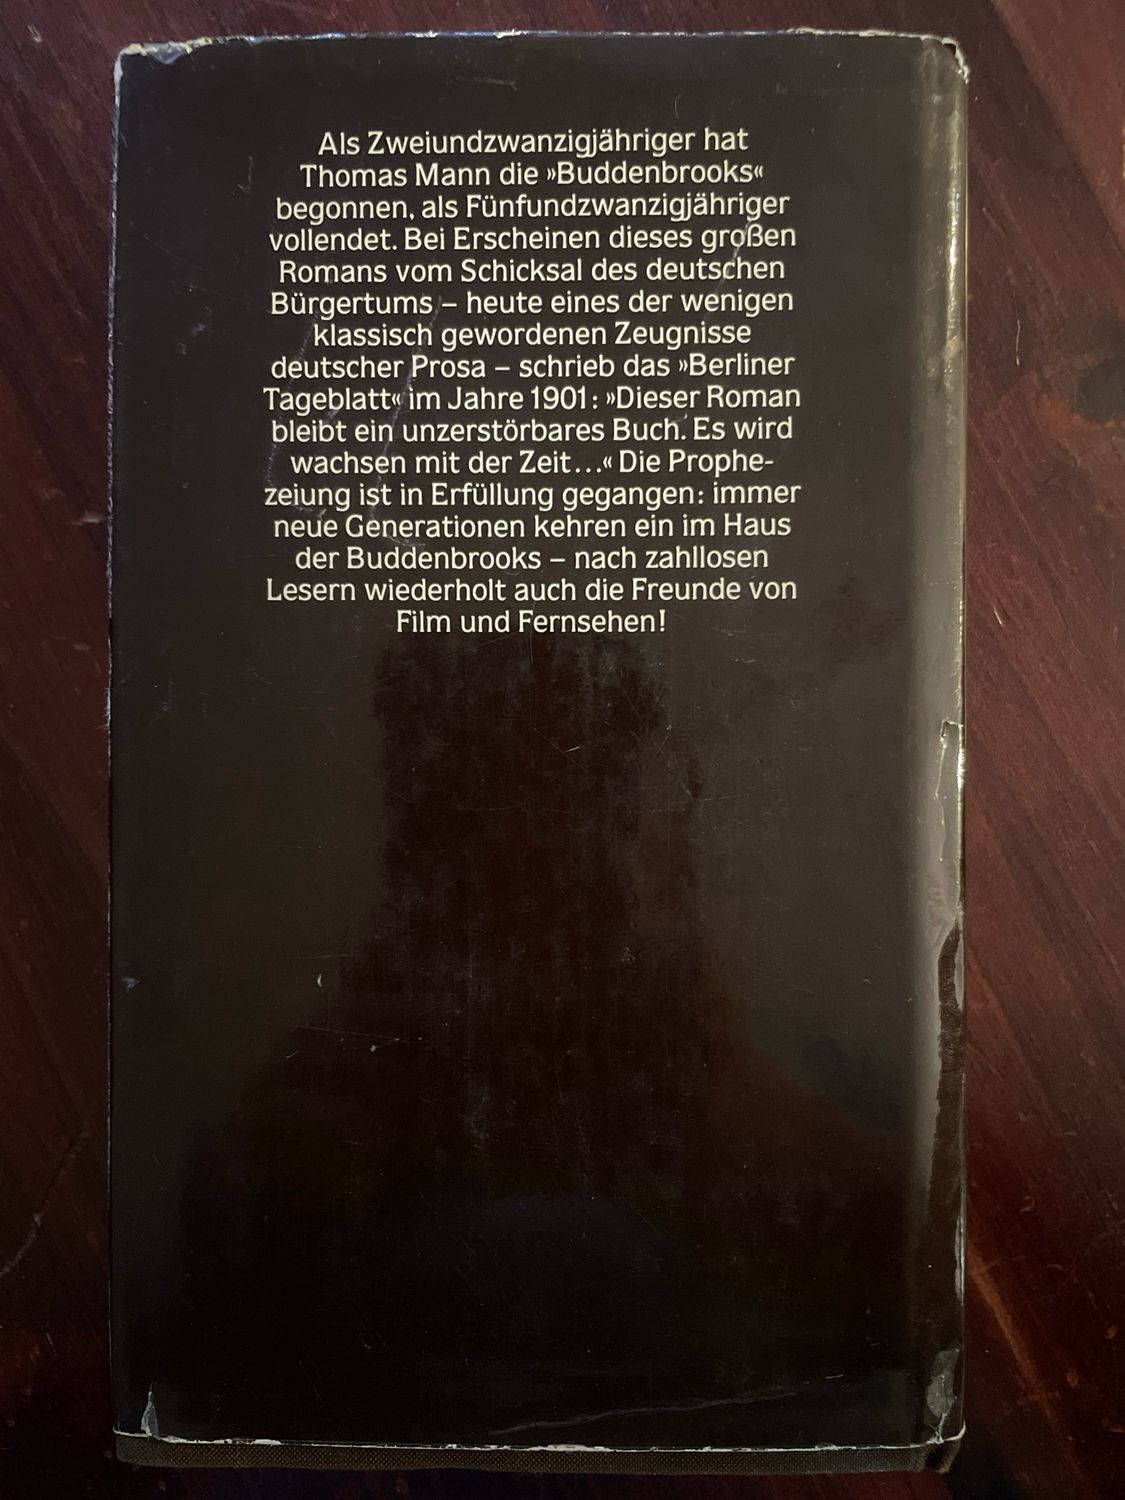 Als Zweiundzwanzigjähriger hat
Thomas Mann die »Buddenbrooks«
begonnen, als Fünfundzwanzigjähriger
vollendet. Bei Erscheinen dieses großen
Romans vom Schicksal des deutschen
Bürgertums – heute eines der wenigen
klassisch gewordenen Zeugnisse
deutscher Prosa – schrieb das »Berliner
Tageblatt« im Jahre 1901: »Dieser Roman
bleibt ein unzerstörbares Buch. Es wird
wachsen mit der Zeit...« Die Prophe-
zeiung ist in Erfüllung gegangen: immer
neue Generationen kehren ein im Haus
der Buddenbrooks – nach zahllosen
Lesern wiederholt auch die Freunde von
Film und Fernsehen!